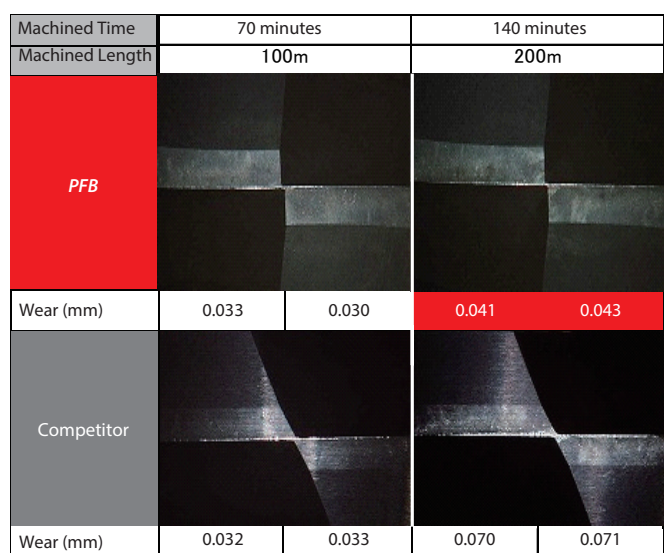 Machined Time 70 minutes 140 minutes
Machined Length 100m 200m
PFB
Wear (mm) 0.033 0.030 0.041 0.043
Competitor
Wear (mm) 0.032 0.033 0.070 0.071